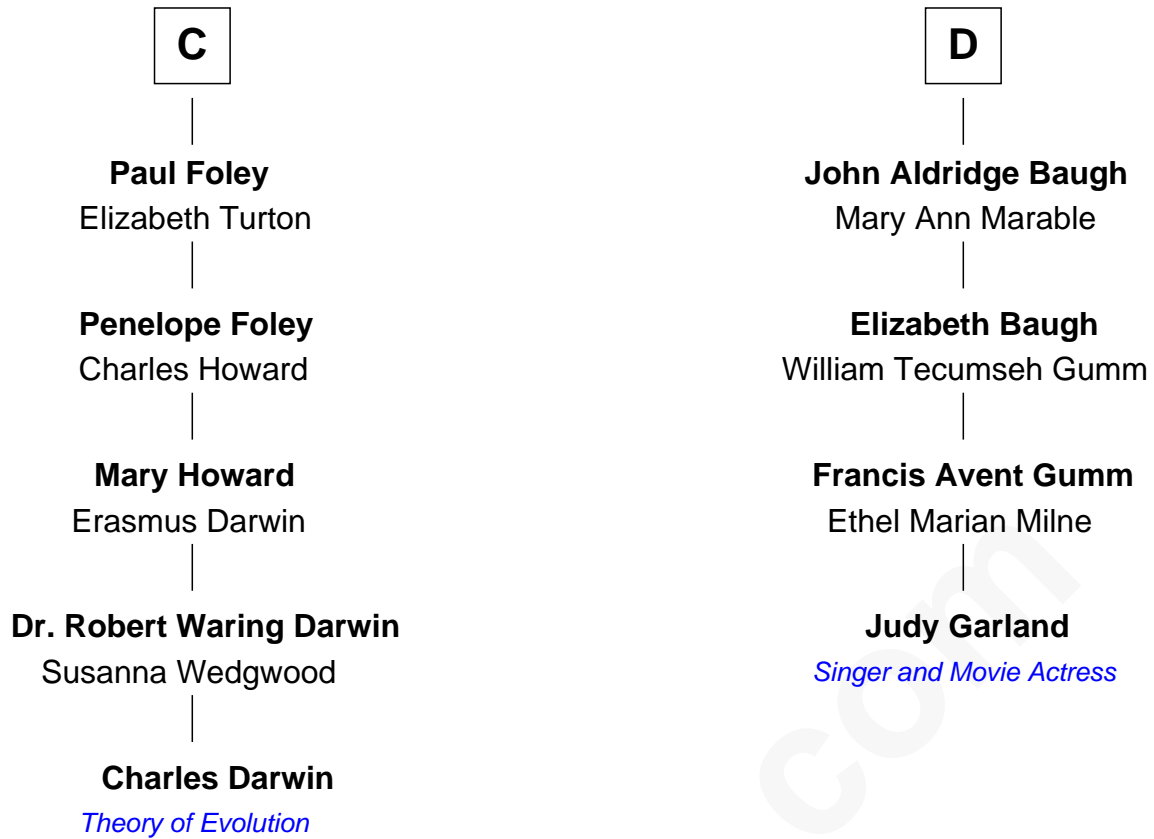 C
Paul Foley
Elizabeth Turton
Penelope Foley
Charles Howard
Mary Howard
Erasmus Darwin
Dr. Robert Waring Darwin
Susanna Wedgwood
Charles Darwin
Theory of Evolution
D
John Aldridge Baugh
Mary Ann Marable
Elizabeth Baugh
William Tecumseh Gumm
Francis Avent Gumm
Ethel Marian Milne
Judy Garland
Singer and Movie Actress
com